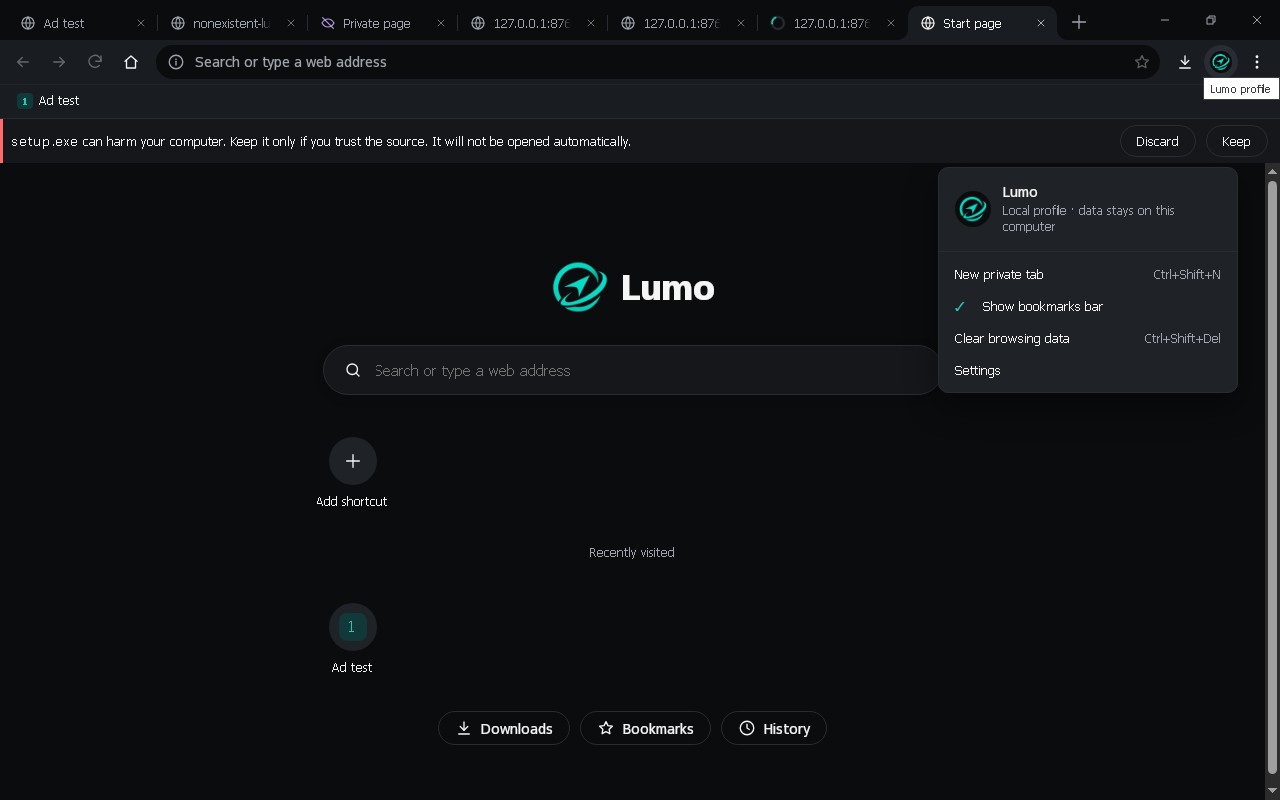 Ad test
nonexistent-lu
Private page
127.0.0.1:876
127.0.0.1:876
127.0.0.1:876
Start page
Search or type a web address
Lumo profile
1 Ad test
setup.exe can harm your computer. Keep it only if you trust the source. It will not be opened automatically.
Discard
Keep
Lumo
Local profile · data stays on this
computer
New private tab Ctrl+Shift+N
✓ Show bookmarks bar
Clear browsing data Ctrl+Shift+Del
Settings
Lumo
Search or type a web address
Add shortcut
Recently visited
1
Ad test
Downloads
Bookmarks
History